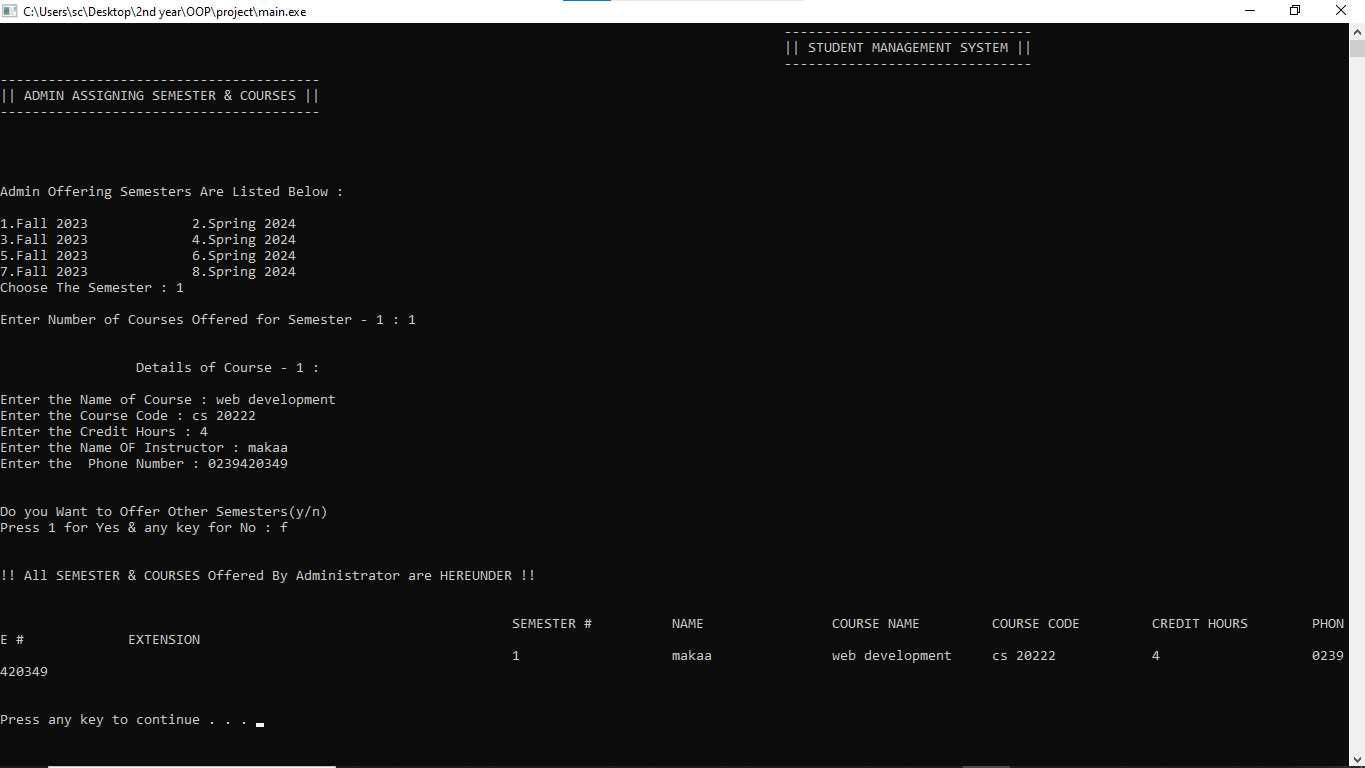 C:\Users\sc\Desktop\2nd year\OOP\project\main.exe
-------------------------------
|| STUDENT MANAGEMENT SYSTEM ||
-------------------------------
----------------------------------------
|| ADMIN ASSIGNING SEMESTER & COURSES ||
----------------------------------------
Admin Offering Semesters Are Listed Below :
1.Fall 2023             2.Spring 2024
3.Fall 2023             4.Spring 2024
5.Fall 2023             6.Spring 2024
7.Fall 2023             8.Spring 2024
Choose The Semester : 1
Enter Number of Courses Offered for Semester - 1 : 1
Details of Course - 1 :
Enter the Name of Course : web development
Enter the Course Code : cs 20222
Enter the Credit Hours : 4
Enter the Name OF Instructor : makaa
Enter the  Phone Number : 0239420349
Do you Want to Offer Other Semesters(y/n)
Press 1 for Yes & any key for No : f
!! All SEMESTER & COURSES Offered By Administrator are HEREUNDER !!
SEMESTER #          NAME                COURSE NAME         COURSE CODE         CREDIT HOURS        PHON
E #             EXTENSION
1                   makaa               web development     cs 20222            4                   0239
420349
Press any key to continue . . .